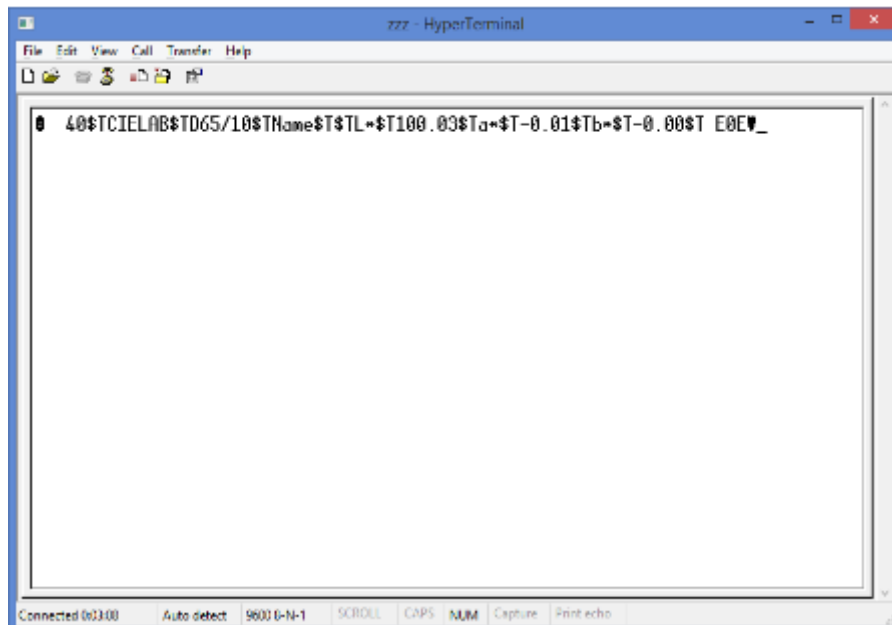 zzz - HyperTerminal
File Edit View Call Transfer Help
40$TCIELAB$TD65/10$TName$T$TL*$T100.03$Ta*$T-0.01$Tb*$T-0.00$T E0E♥_
Connected 0:03:00 Auto detect 9600 8-N-1 SCROLL CAPS NUM Capture Print echo